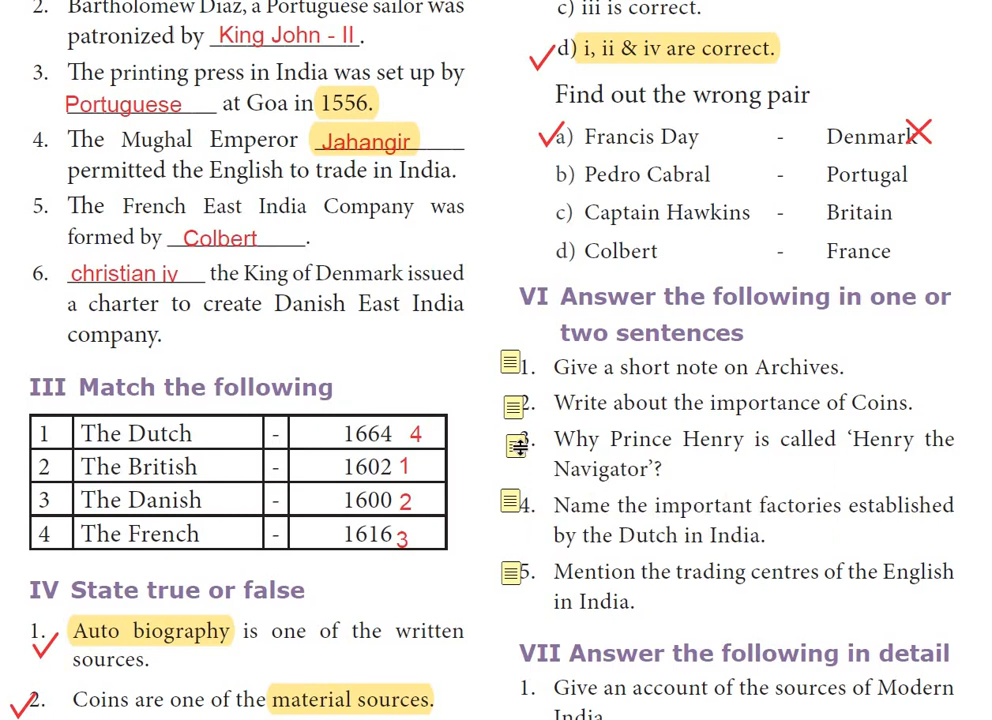 2. Bartholomew Diaz, a Portuguese sailor was
patronized by King John - II.
3. The printing press in India was set up by
Portuguese at Goa in 1556.
4. The Mughal Emperor Jahangir
permitted the English to trade in India.
5. The French East India Company was
formed by Colbert.
6. christian iv the King of Denmark issued
a charter to create Danish East India
company.
III Match the following
1 The Dutch - 1664 4
2 The British - 1602 1
3 The Danish - 1600 2
4 The French - 1616 3
IV State true or false
1. Auto biography is one of the written
sources.
2. Coins are one of the material sources.
c) iii is correct.
d) i, ii & iv are correct.
Find out the wrong pair
a) Francis Day - Denmark
b) Pedro Cabral - Portugal
c) Captain Hawkins - Britain
d) Colbert - France
VI Answer the following in one or
two sentences
1. Give a short note on Archives.
2. Write about the importance of Coins.
3. Why Prince Henry is called ‘Henry the
Navigator’?
4. Name the important factories established
by the Dutch in India.
5. Mention the trading centres of the English
in India.
VII Answer the following in detail
1. Give an account of the sources of Modern
India.